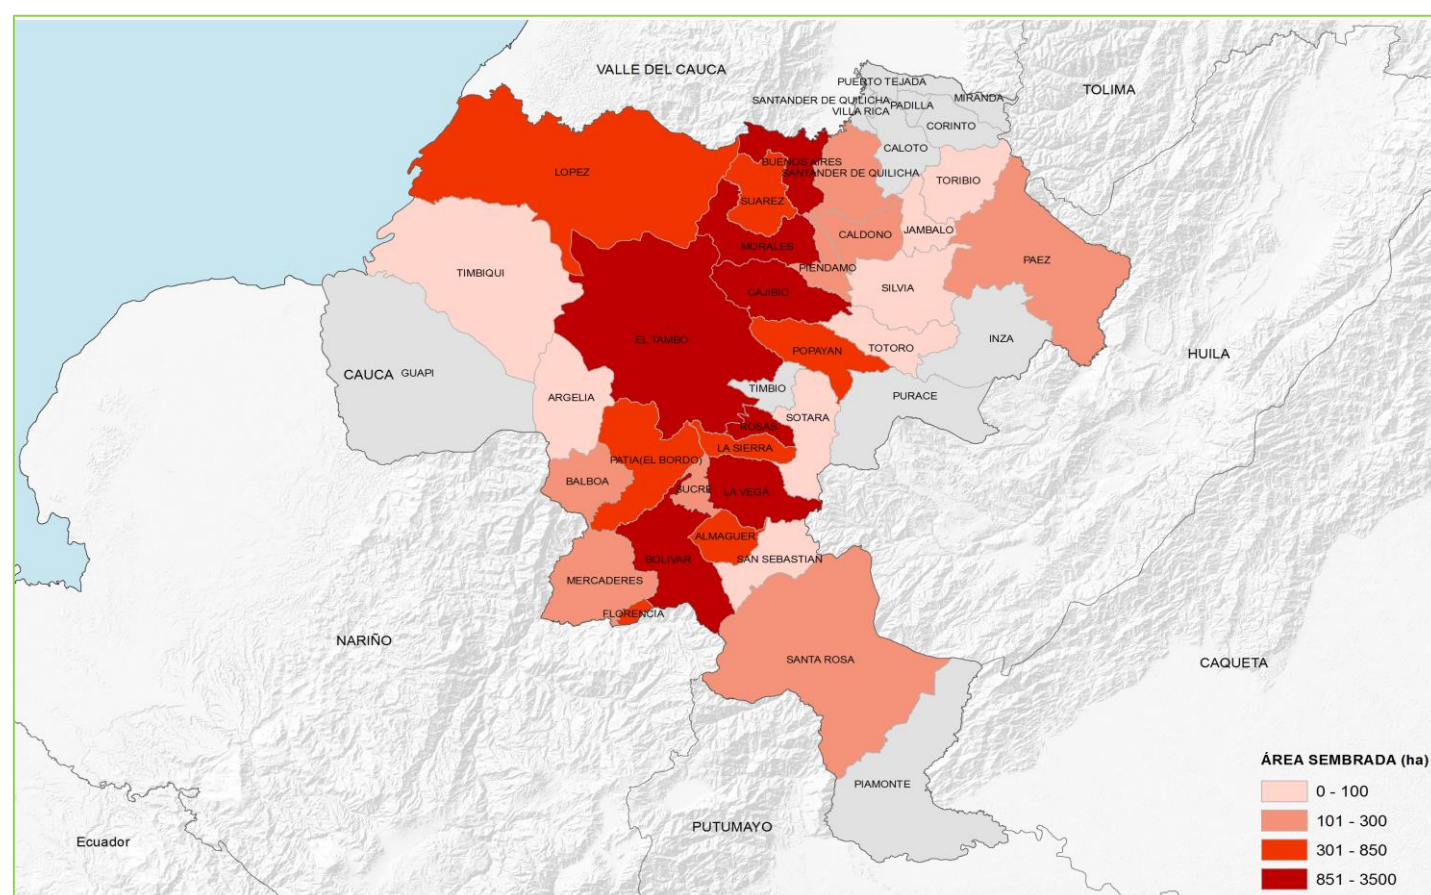 VALLE DEL CAUCA
TOLIMA
PUERTO TEJADA
MIRANDA
SANTANDER DE QUILICHA
PADILLA
VILLA RICA
CORINTO
CALOTO
BUENOS AIRES
SANTANDER DE QUILICHA
LOPEZ
TORIBIO
SUAREZ
JAMBALO
CALDONO
MORALES
PAEZ
PIENDAMO
TIMBIQUI
SILVIA
CAJIBIO
EL TAMBO
INZA
TOTORO
POPAYAN
HUILA
CAUCA
GUAPI
TIMBIO
PURACE
ARGELIA
SOTARA
ROSAS
LA SIERRA
PATIA(EL BORDO)
BALBOA
SUCRE
LA VEGA
ALMAGUER
BOLIVAR
SAN SEBASTIAN
MERCADERES
FLORENCIA
NARIÑO
SANTA ROSA
CAQUETA
PIAMONTE
PUTUMAYO
Ecuador
ÁREA SEMBRADA (ha)
0 - 100
101 - 300
301 - 850
851 - 3500